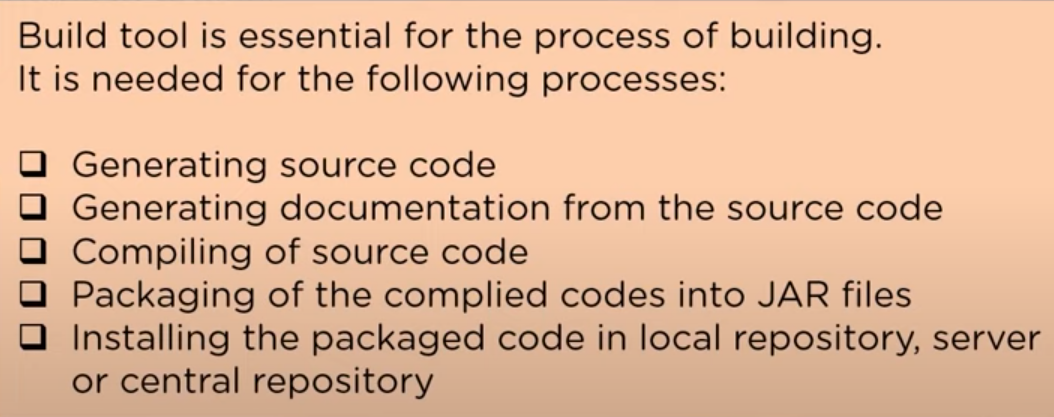 Build tool is essential for the process of building.
It is needed for the following processes:
❑ Generating source code
❑ Generating documentation from the source code
❑ Compiling of source code
❑ Packaging of the complied codes into JAR files
❑ Installing the packaged code in local repository, server
or central repository